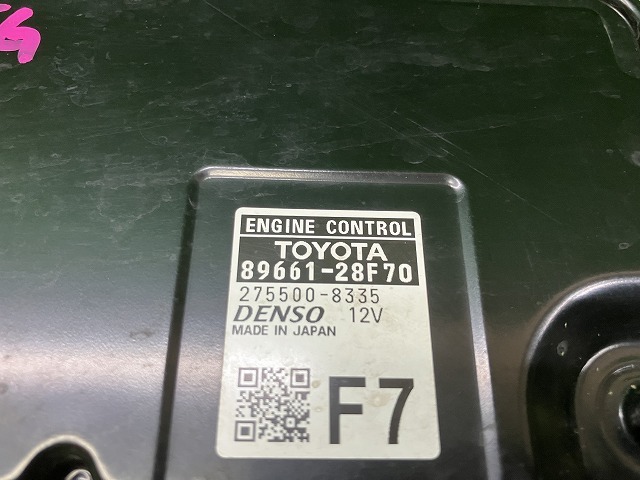 ENGINE CONTROL
TOYOTA
89661-28F70
275500-8335
DENSO 12V
MADE IN JAPAN
F7